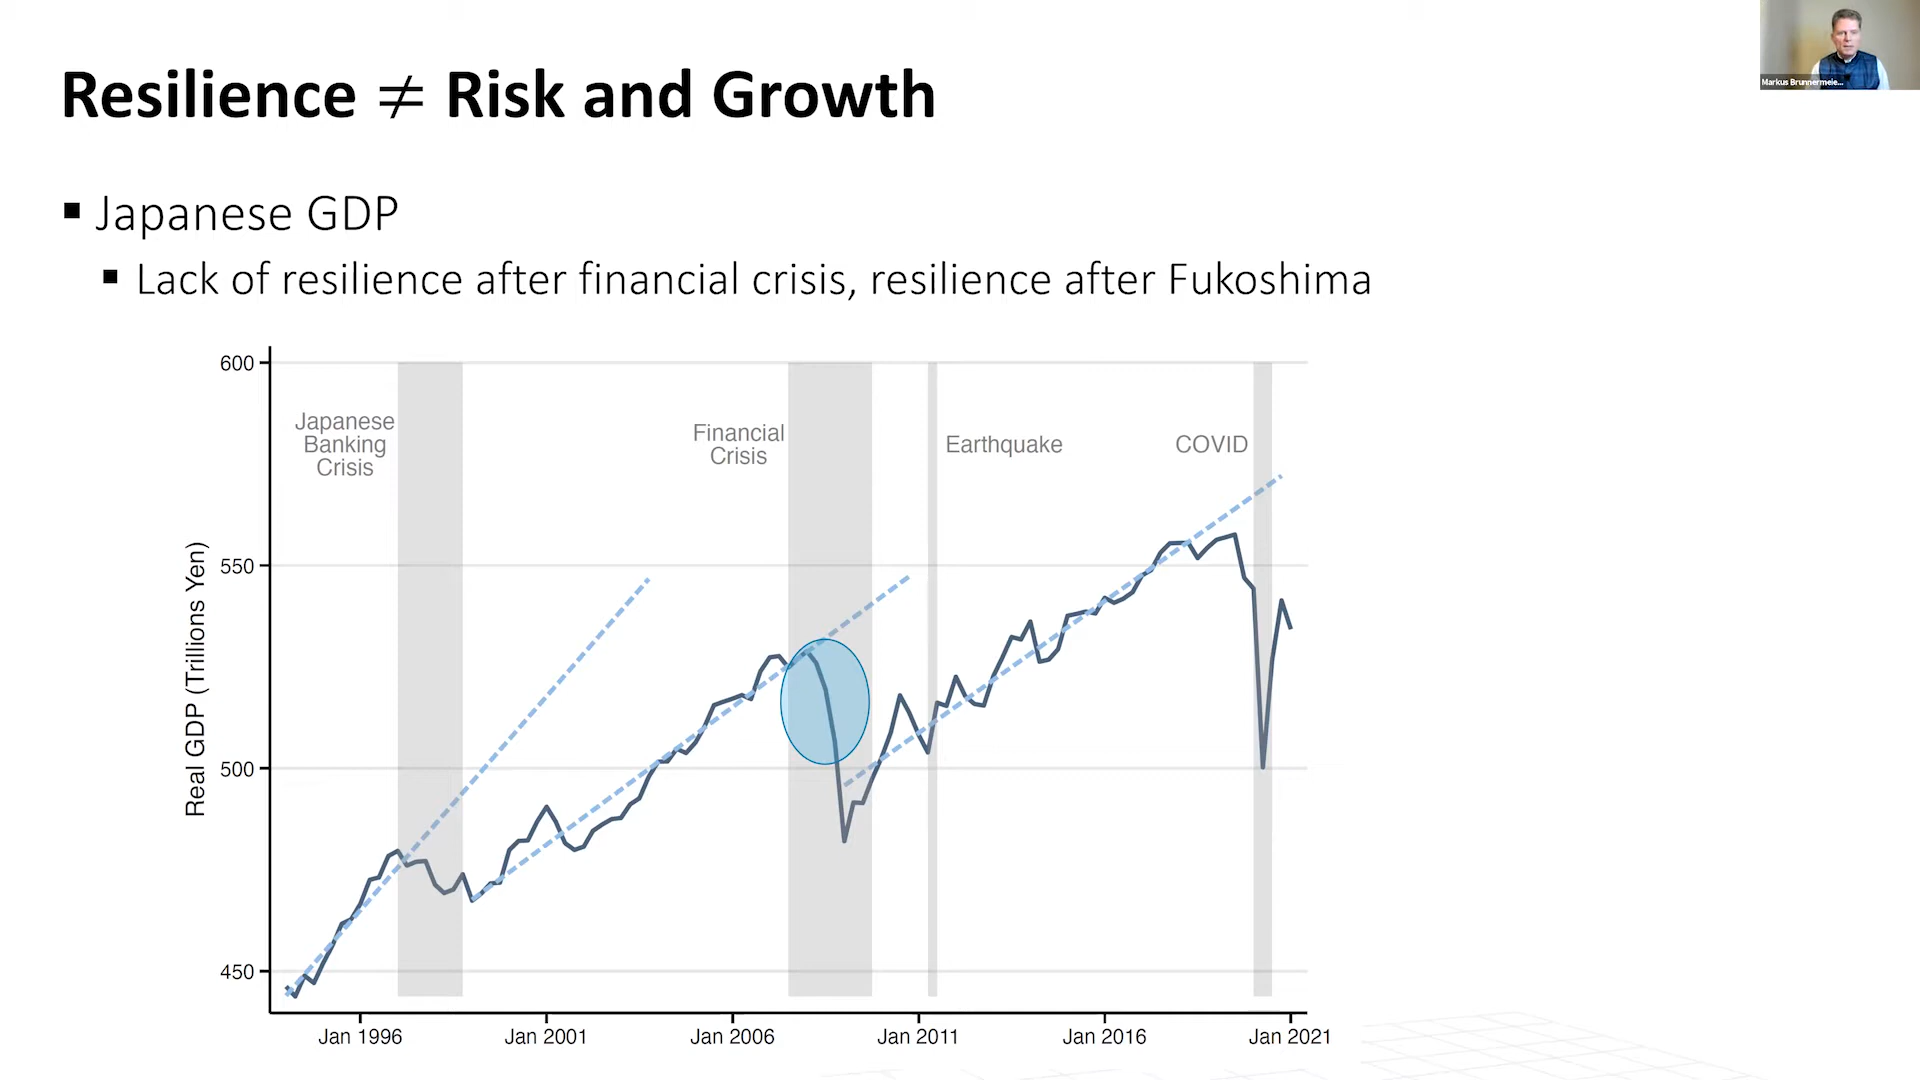 Markus Brunnermeie...
Resilience ≠ Risk and Growth
▪ Japanese GDP
▪ Lack of resilience after financial crisis, resilience after Fukoshima
Real GDP (Trillions Yen)
600
550
500
450
Japanese
Banking
Crisis
Financial
Crisis
Earthquake
COVID
Jan 1996
Jan 2001
Jan 2006
Jan 2011
Jan 2016
Jan 2021